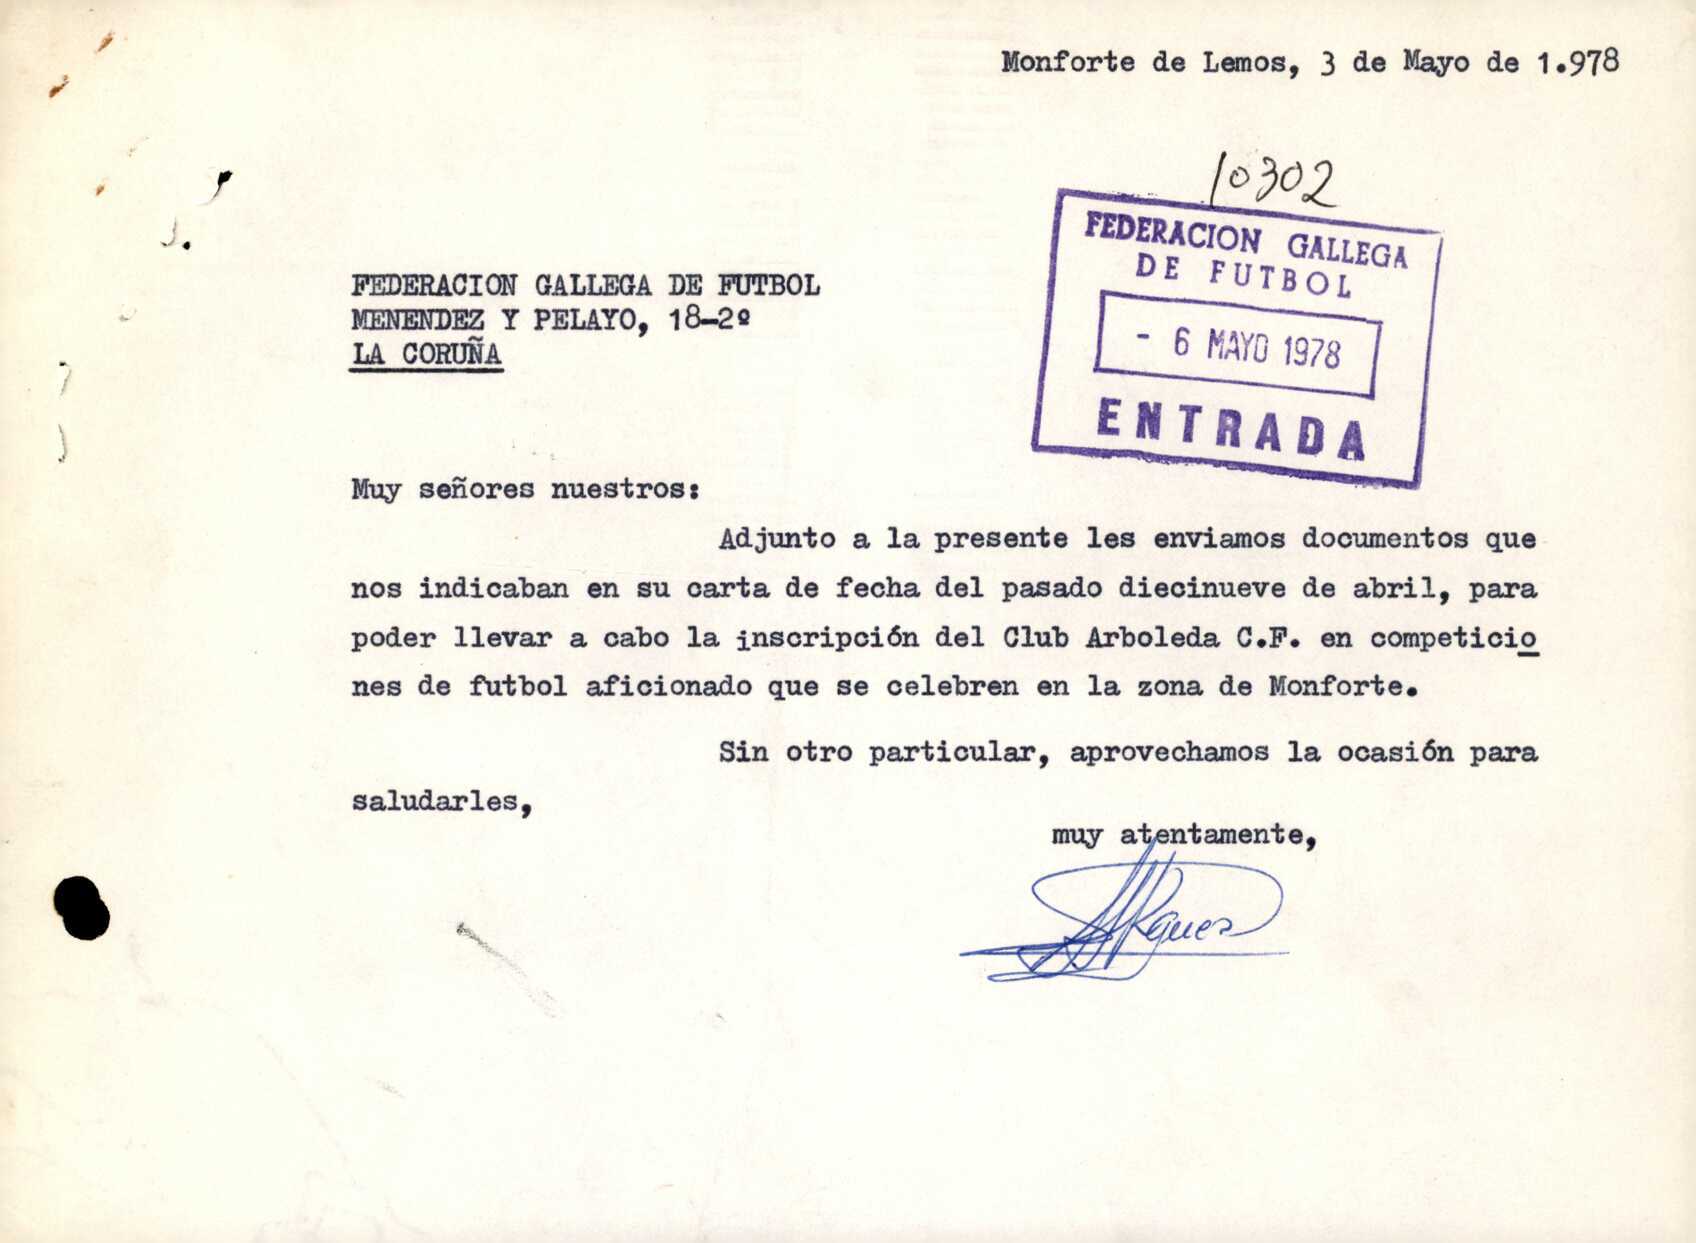 Monforte de Lemos, 3 de Mayo de 1.978
10302
FEDERACION GALLEGA
DE FUTBOL
- 6 MAYO 1978
ENTRADA
FEDERACION GALLEGA DE FUTBOL
MENENDEZ Y PELAYO, 18-2º
LA CORUÑA
Muy señores nuestros:
Adjunto a la presente les enviamos documentos que
nos indicaban en su carta de fecha del pasado diecinueve de abril, para
poder llevar a cabo la inscripción del Club Arboleda C.F. en competicio
nes de futbol aficionado que se celebren en la zona de Monforte.
Sin otro particular, aprovechamos la ocasión para
saludarles,
muy atentamente,